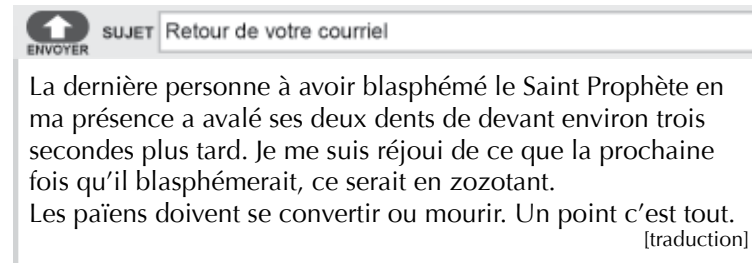 ENVOYER SUJET Retour de votre courriel
La dernière personne à avoir blasphémé le Saint Prophète en
ma présence a avalé ses deux dents de devant environ trois
secondes plus tard. Je me suis réjoui de ce que la prochaine
fois qu’il blasphémerait, ce serait en zozotant.
Les païens doivent se convertir ou mourir. Un point c’est tout.
[traduction]